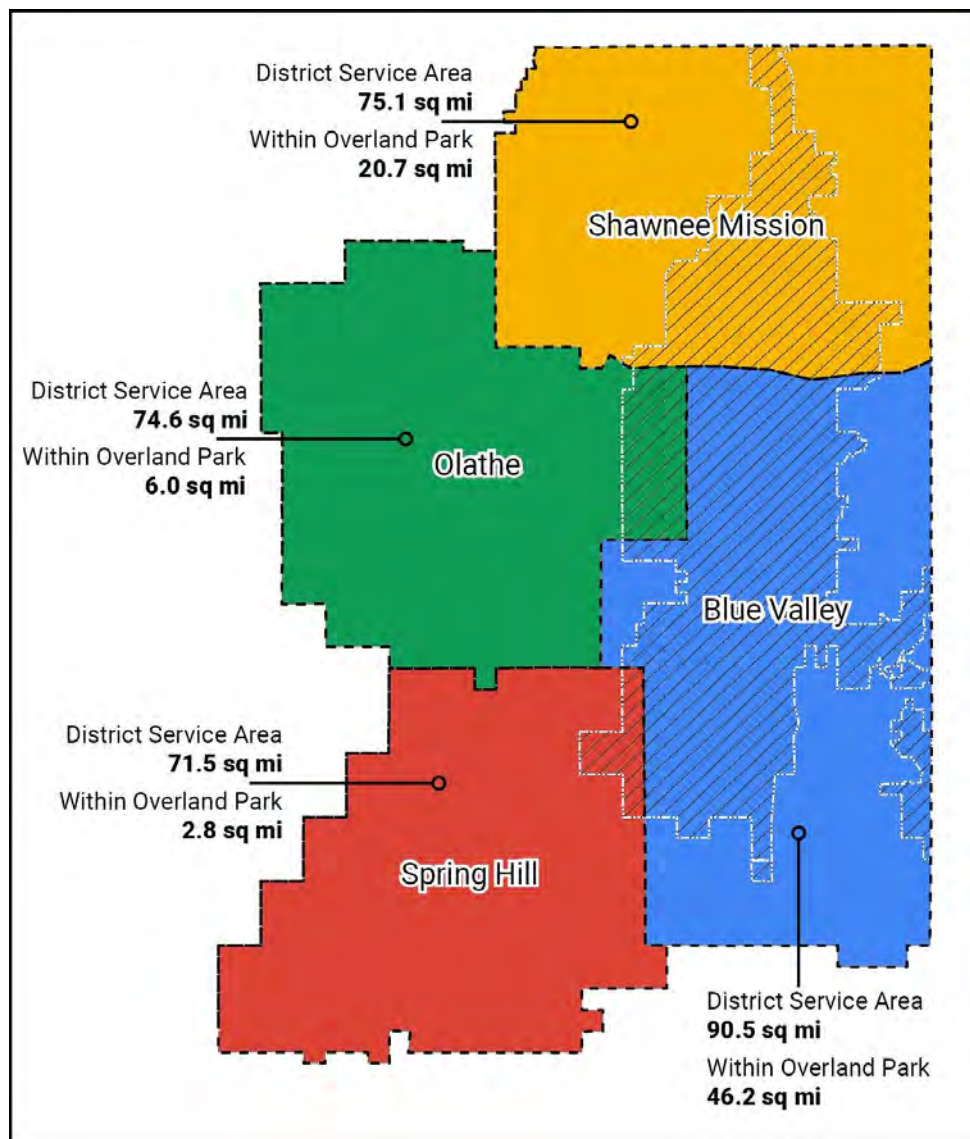 District Service Area
75.1 sq mi
Within Overland Park
20.7 sq mi
Shawnee Mission
District Service Area
74.6 sq mi
Within Overland Park
6.0 sq mi
Olathe
Blue Valley
District Service Area
71.5 sq mi
Within Overland Park
2.8 sq mi
Spring Hill
District Service Area
90.5 sq mi
Within Overland Park
46.2 sq mi